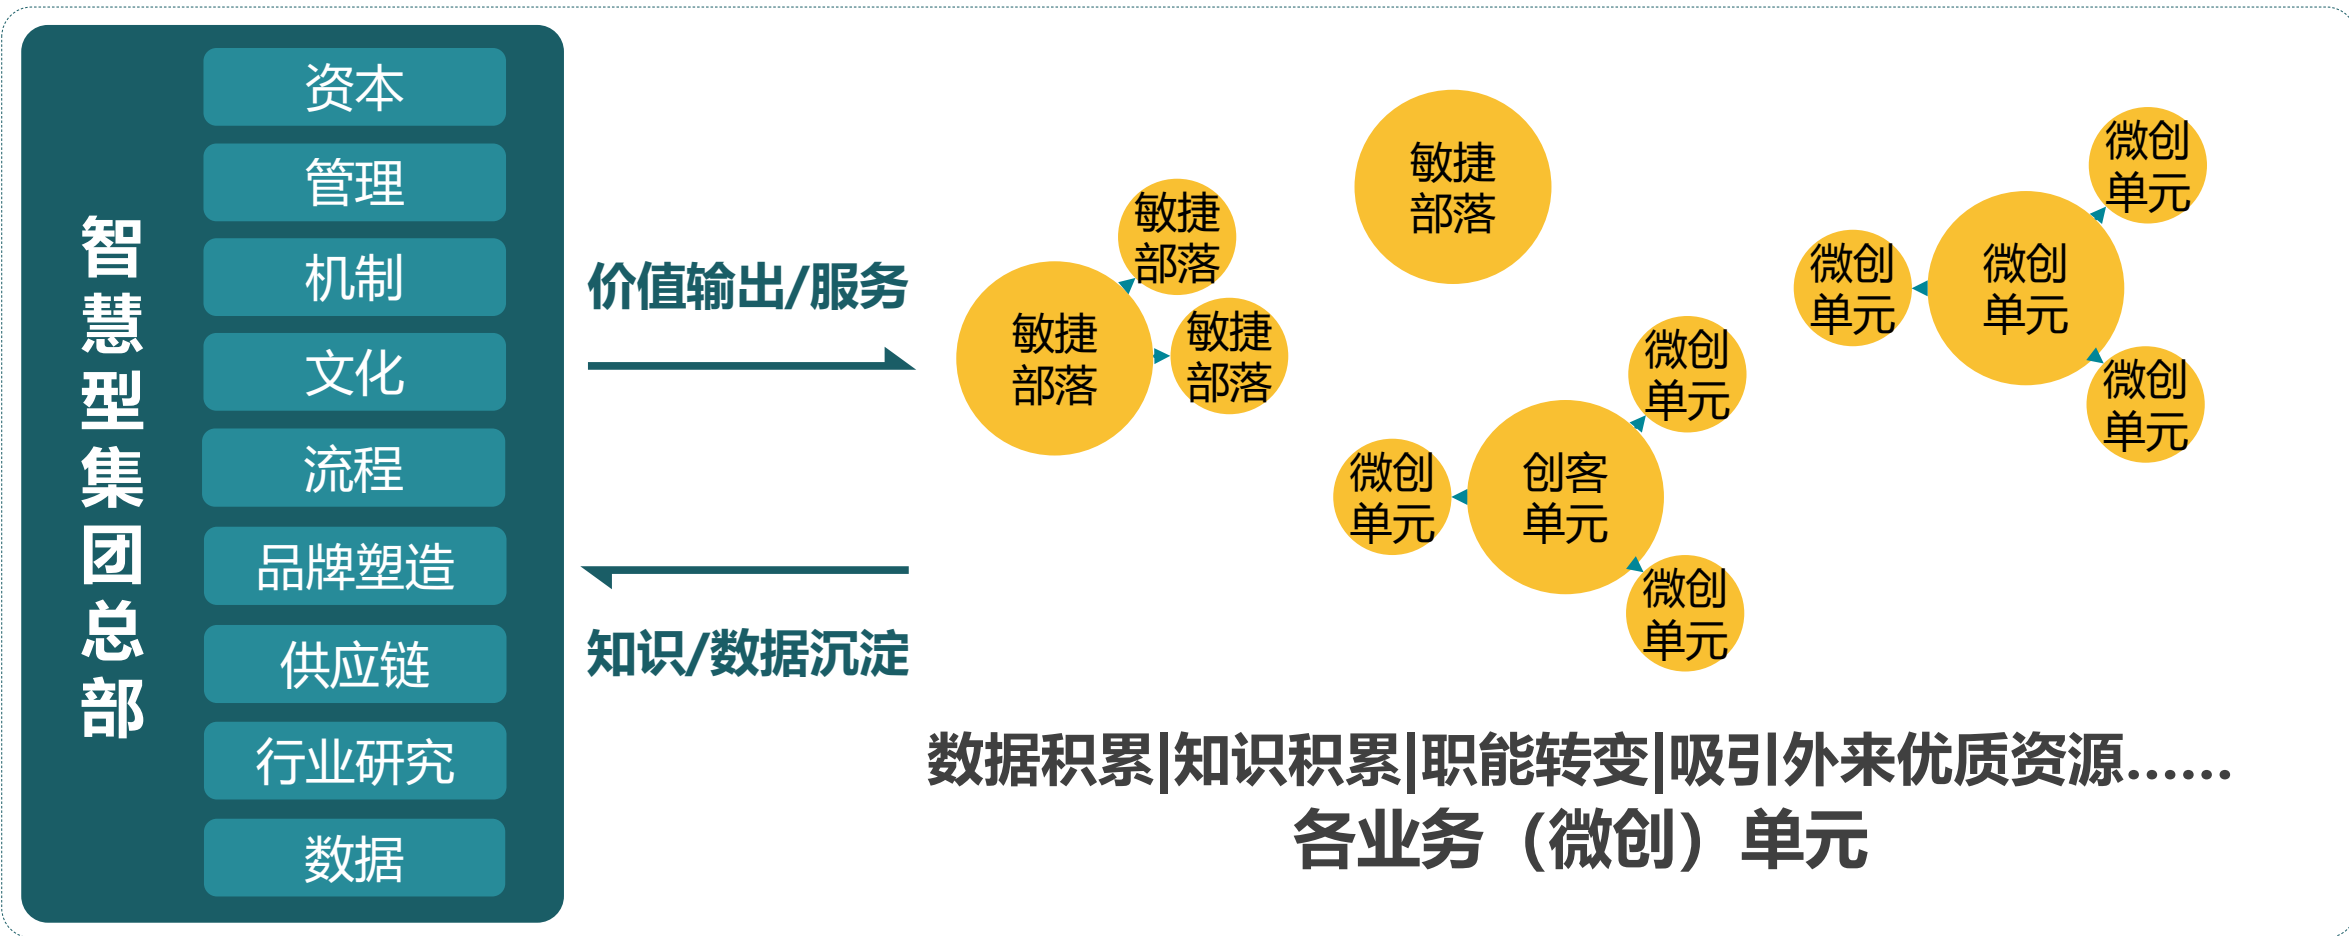 智慧型集团总部
资本
管理
机制
文化
流程
品牌塑造
供应链
行业研究
数据
价值输出/服务
知识/数据沉淀
敏捷
部落
敏捷
部落
敏捷
部落
敏捷
部落
创客
单元
微创
单元
微创
单元
微创
单元
微创
单元
微创
单元
微创
单元
微创
单元
数据积累|知识积累|职能转变|吸引外来优质资源......
各业务（微创）单元